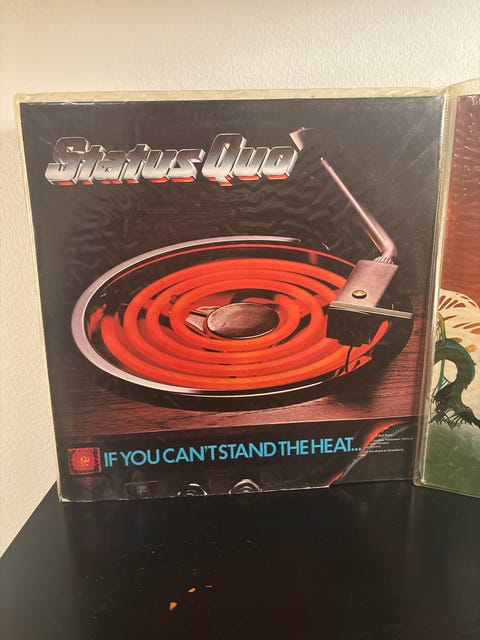 Status Quo
IF YOU CAN'T STAND THE HEAT...